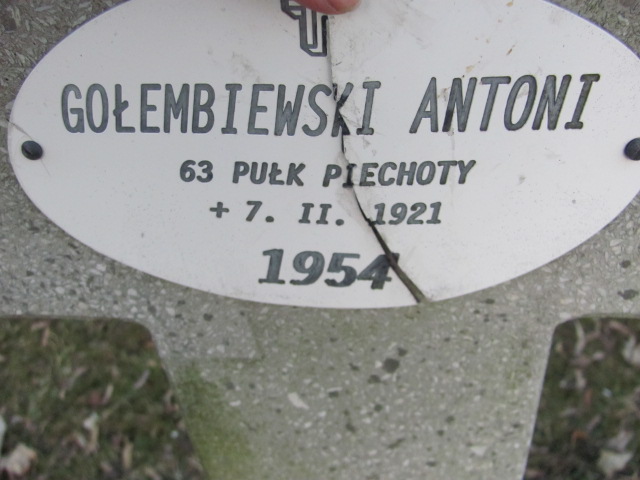 GOŁEMBIEWSKI ANTONI
63 PUŁK PIECHOTY
+ 7. II. 1921
1954